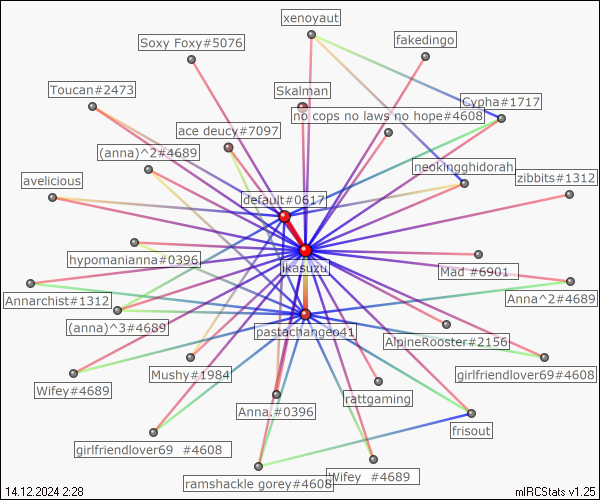 xenoyaut
Soxy Foxy#5076
fakedingo
Toucan#2473
Skalman
Cypha#1717
no cops no laws no hope#4608
ace deucy#7097
(anna)^2#4689
neokingghidorah
avelicious
zibbits#1312
default#0617
hypomanianna#0396
ikasuzu
Mad #6901
Annarchist#1312
Anna^2#4689
(anna)^3#4689
pastachangeo41
AlpineRooster#2156
Wifey#4689
Mushy#1984
girlfriendlover69#4608
rattgaming
Anna.#0396
frisout
girlfriendlover69 #4608
Wifey #4689
ramshackle gorey#4608
14.12.2024 2:28
mIRCStats v1.25